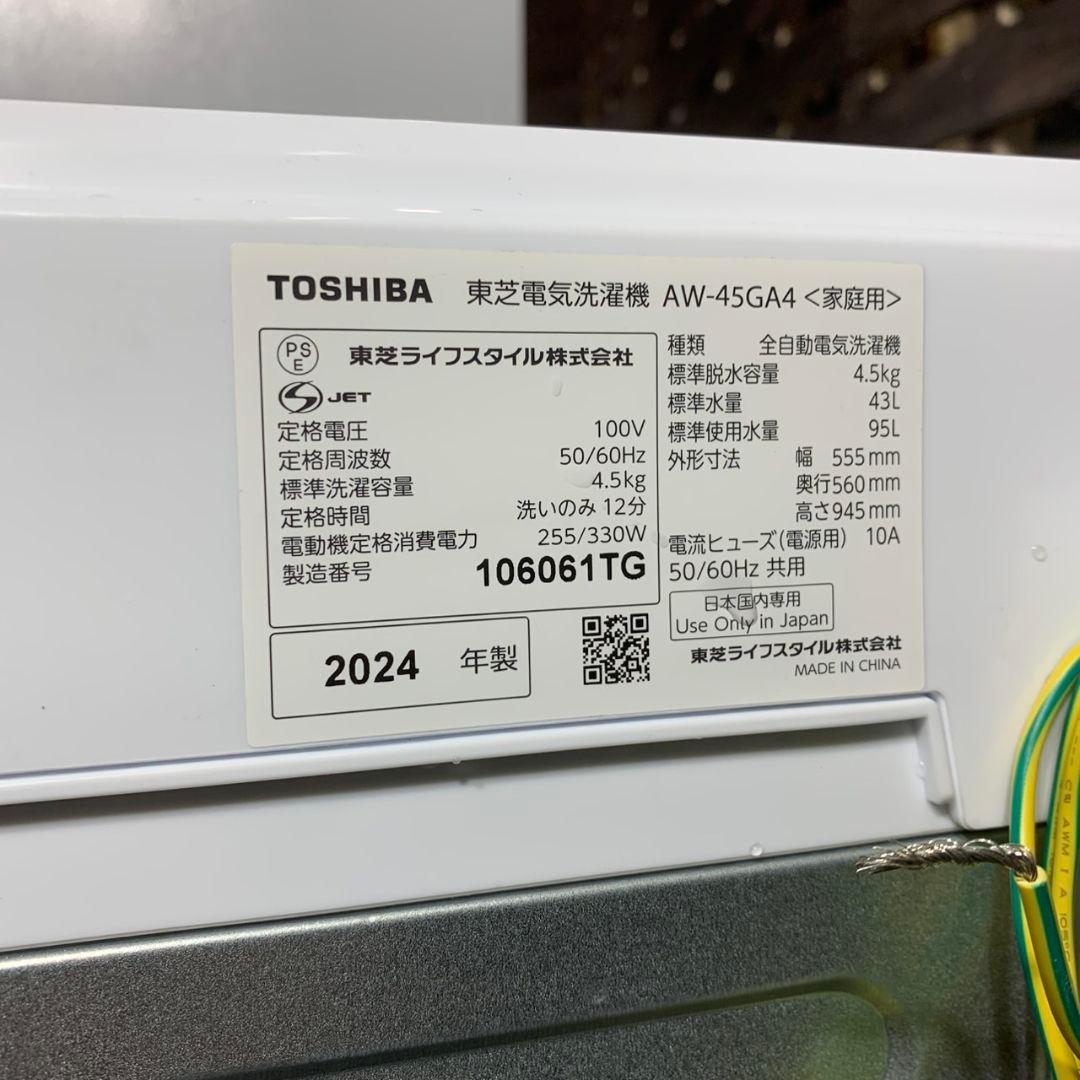 TOSHIBA 東芝電気洗濯機 AW-45GA4 <家庭用>
PS
E
東芝ライフスタイル株式会社
S JET
定格電圧 100V
定格周波数 50/60Hz
標準洗濯容量 4.5kg
定格時間 洗いのみ 12分
電動機定格消費電力 255/330W
製造番号 106061TG
2024 年製
種類 全自動電気洗濯機
標準脱水容量 4.5kg
標準水量 43L
標準使用水量 95L
外形寸法 幅 555mm
奥行560mm
高さ945mm
電流ヒューズ(電源用) 10A
50/60Hz 共用
日本国内専用
Use Only in Japan
東芝ライフスタイル株式会社
MADE IN CHINA
AWM I A